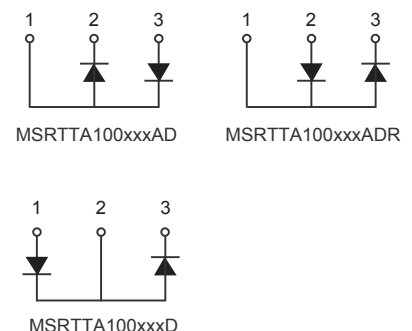 1 2 3
MSRTTA100xxxAD
1 2 3
MSRTTA100xxxADR
1 2 3
MSRTTA100xxxD